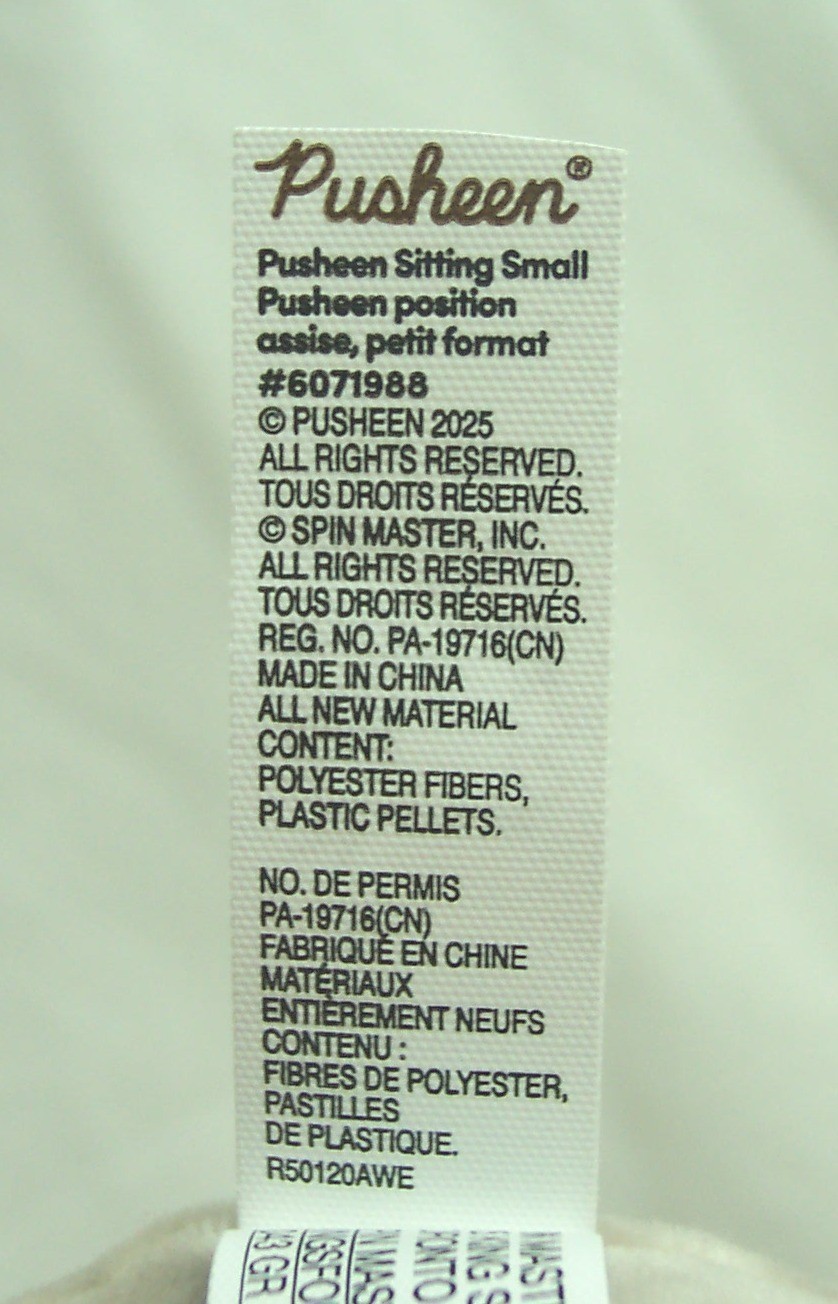 Pusheen®
Pusheen Sitting Small
Pusheen position
assise, petit format
#6071988
© PUSHEEN 2025
ALL RIGHTS RESERVED.
TOUS DROITS RÉSERVÉS.
© SPIN MASTER, INC.
ALL RIGHTS RESERVED.
TOUS DROITS RÉSERVÉS.
REG. NO. PA-19716(CN)
MADE IN CHINA
ALL NEW MATERIAL
CONTENT:
POLYESTER FIBERS,
PLASTIC PELLETS.
NO. DE PERMIS
PA-19716(CN)
FABRIQUÉ EN CHINE
MATÉRIAUX
ENTIÈREMENT NEUFS
CONTENU :
FIBRES DE POLYESTER,
PASTILLES
DE PLASTIQUE.
R50120AWE